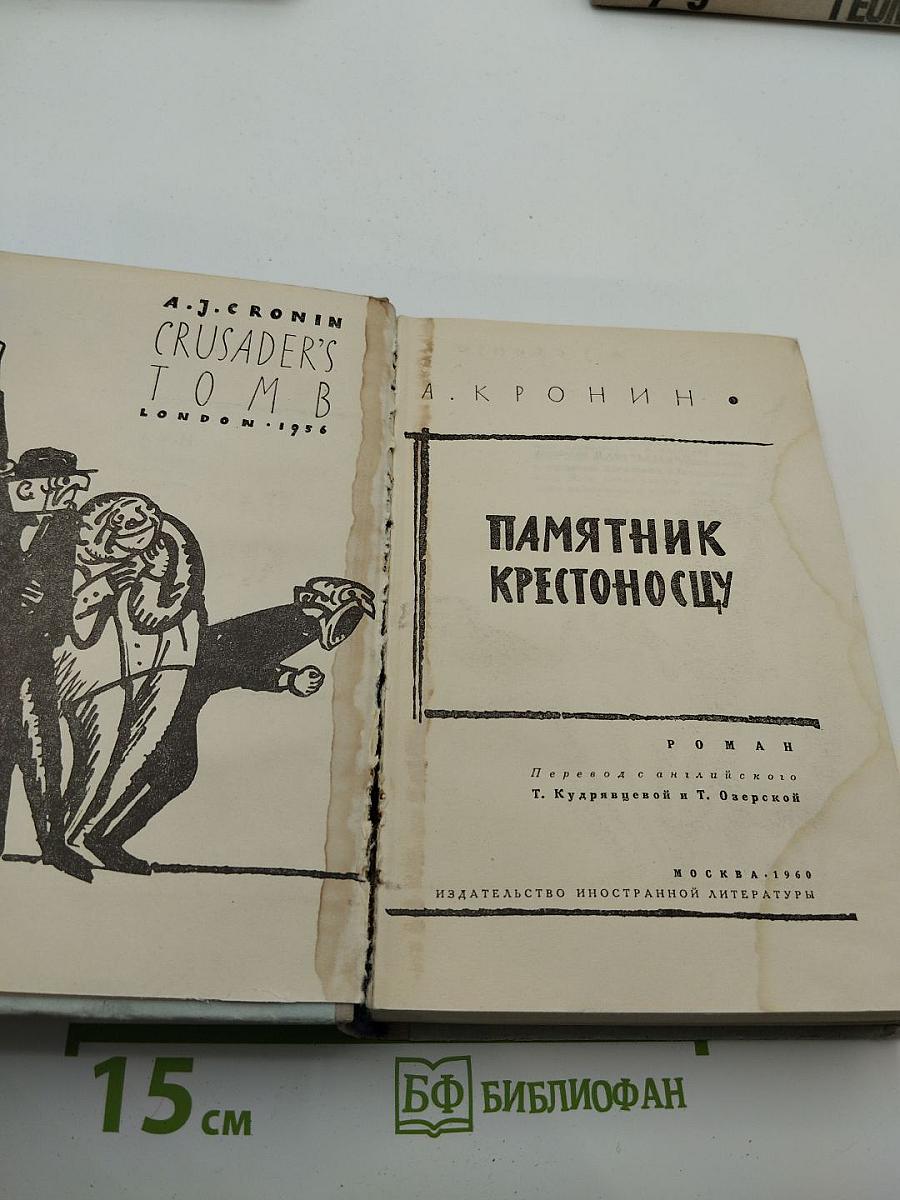 A.J.CRONIN
CRUSADER'S
TOMB
LONDON·1956
А. КРОНИН
ПАМЯТНИК
КРЕСТОНОСЦУ
РОМАН
Перевод с английского
Т. Кудрявцевой и Т. Озерской
МОСКВА·1960
ИЗДАТЕЛЬСТВО ИНОСТРАННОЙ ЛИТЕРАТУРЫ
15 см
БФ БИБЛИОФАН